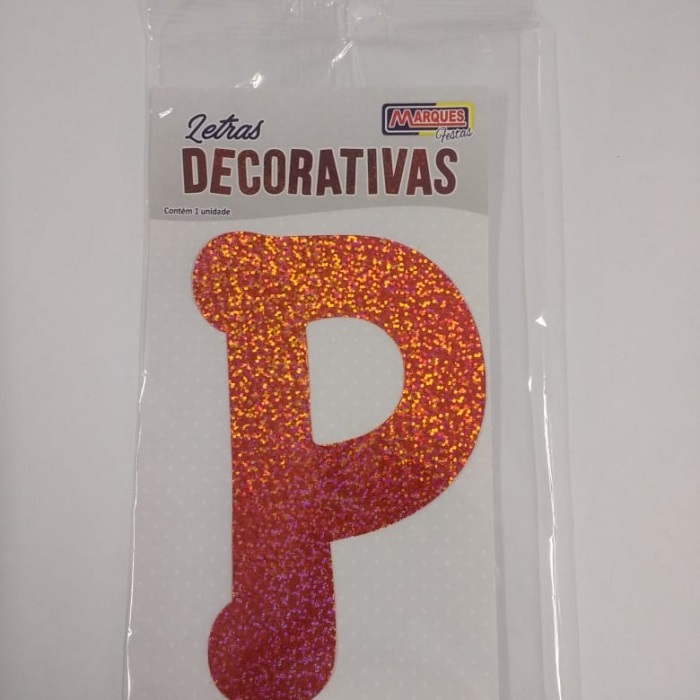 Letras
MARQUES
Festas
DECORATIVAS
Contém 1 unidade
P